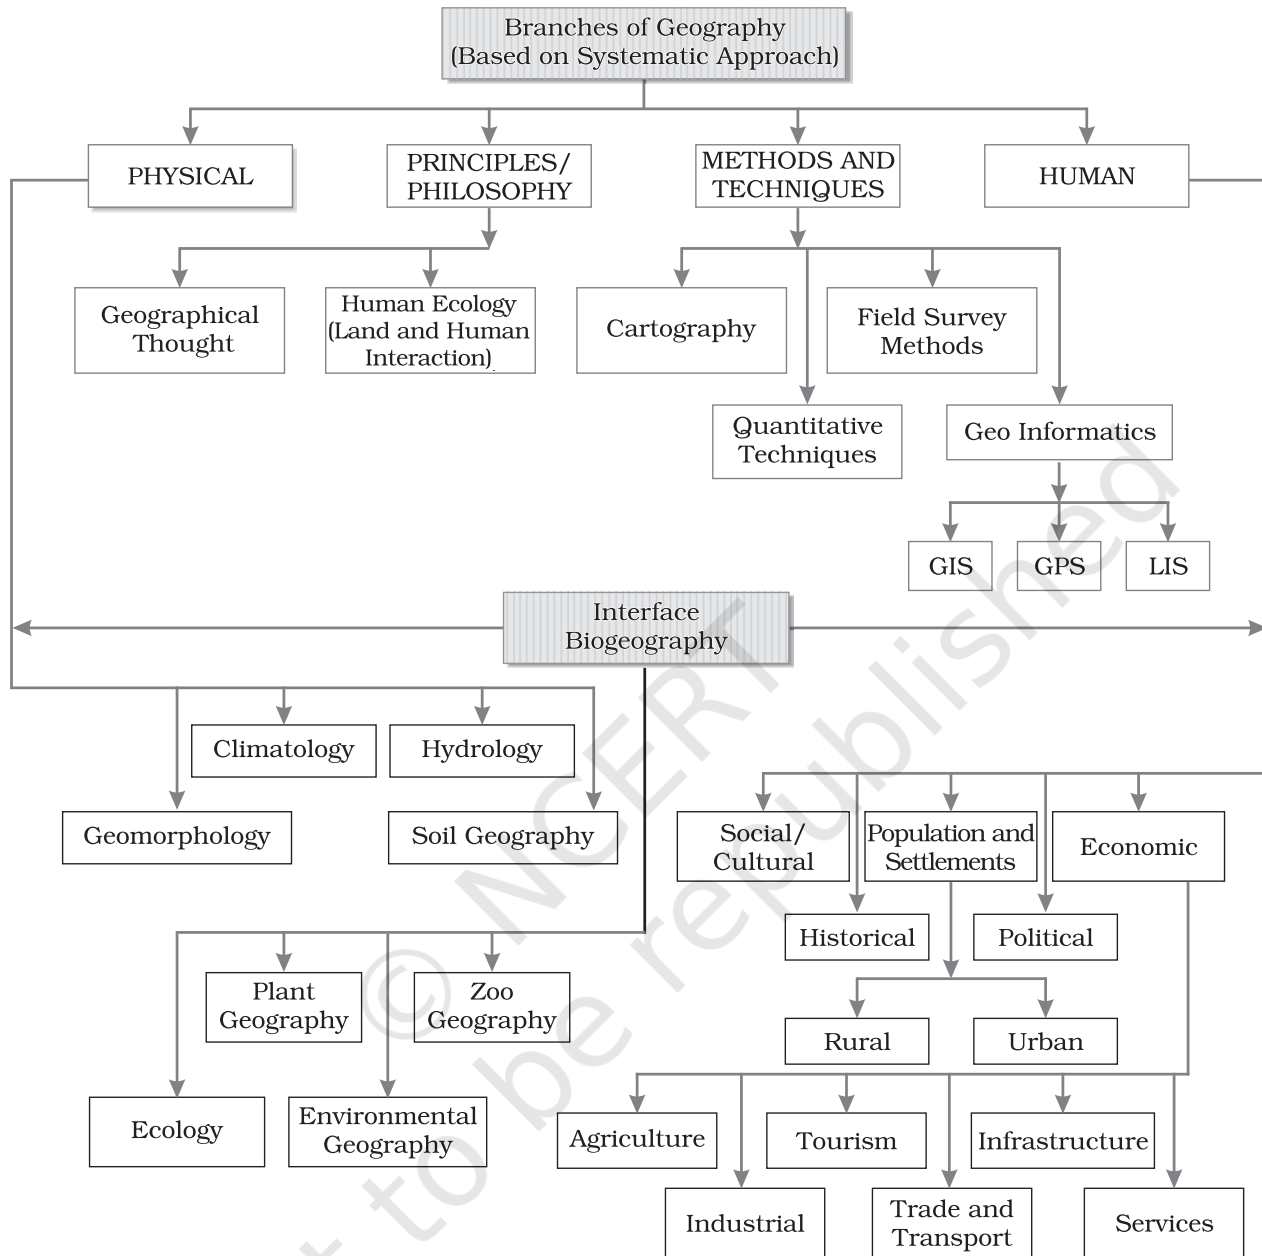 Branches of Geography
(Based on Systematic Approach)
PHYSICAL
PRINCIPLES/
PHILOSOPHY
METHODS AND
TECHNIQUES
HUMAN
Geographical
Thought
Human Ecology
(Land and Human
Interaction)
Cartography
Field Survey
Methods
Quantitative
Techniques
Geo Informatics
GIS
GPS
LIS
Interface
Biogeography
Climatology
Hydrology
Geomorphology
Soil Geography
Social/
Cultural
Population and
Settlements
Economic
Historical
Political
Plant
Geography
Zoo
Geography
Rural
Urban
Ecology
Environmental
Geography
Agriculture
Tourism
Infrastructure
Industrial
Trade and
Transport
Services
© NCERT
to be republished